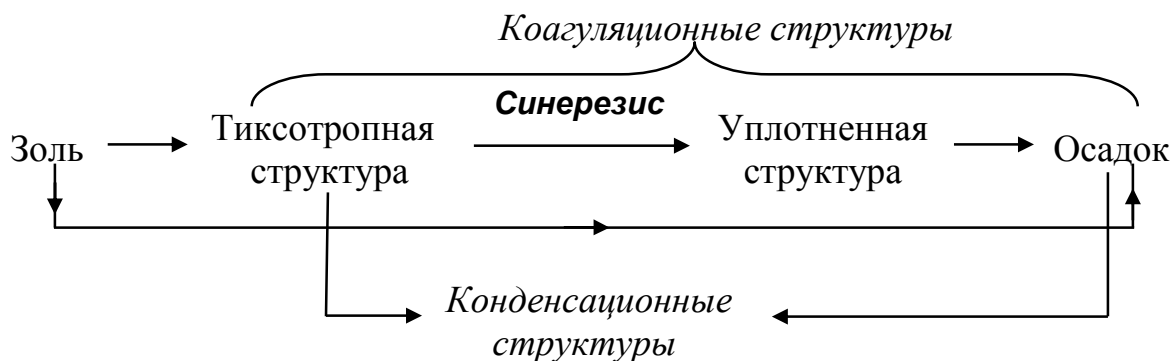 Коагуляционные структуры
Синерезис
Золь
Тиксотропная
структура
Уплотненная
структура
Осадок
Конденсационные
структуры